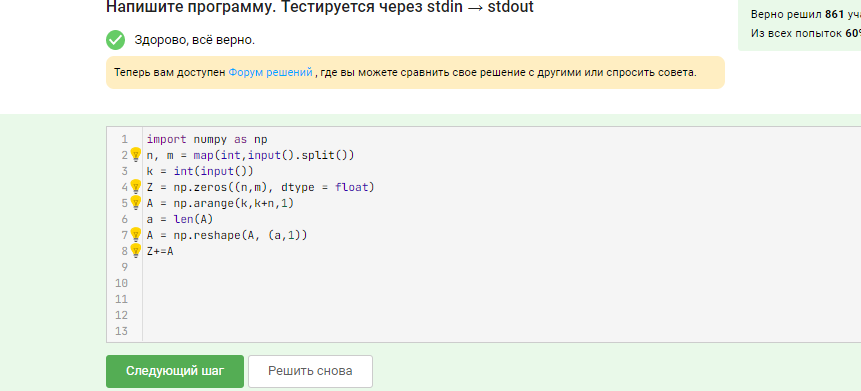 Напишите программу. Тестируется через stdin → stdout
Верно решил 861
Из всех попыток 60%
Здорово, всё верно.
Теперь вам доступен Форум решений , где вы можете сравнить свое решение с другими или спросить совета.
1 import numpy as np
2 n, m = map(int,input().split())
3 k = int(input())
4 Z = np.zeros((n,m), dtype = float)
5 A = np.arange(k,k+n,1)
6 a = len(A)
7 A = np.reshape(A, (a,1))
8 Z+=A
9
10
11
12
13
Следующий шаг Решить снова